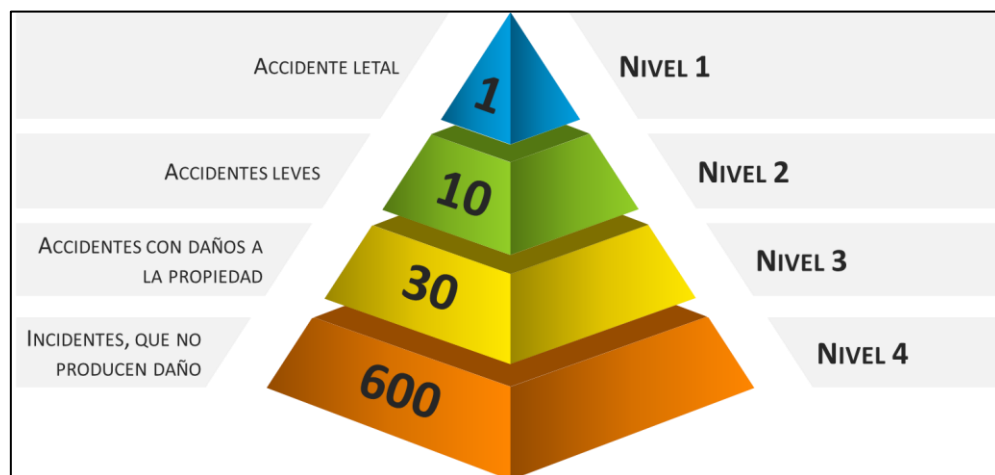 ACCIDENTE LETAL
1
NIVEL 1
ACCIDENTES LEVES
10
NIVEL 2
ACCIDENTES CON DAÑOS A
LA PROPIEDAD
30
NIVEL 3
INCIDENTES, QUE NO
PRODUCEN DAÑO
600
NIVEL 4